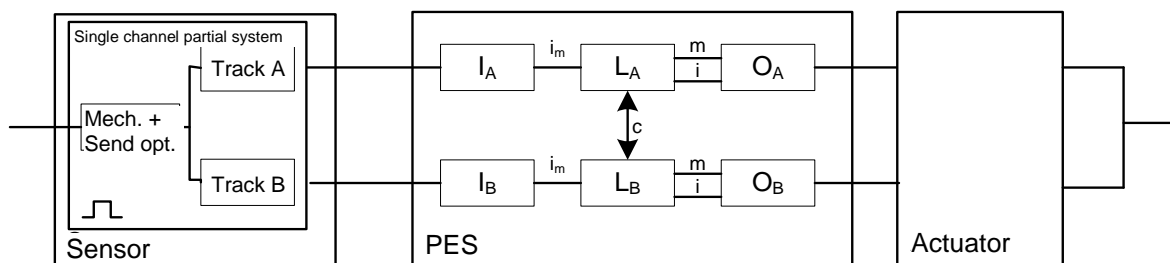 Single channel partial system
Track A
Mech. +
Send opt.
Track B
Sensor
I_A
i_m
L_A
m
i
O_A
c
I_B
i_m
L_B
m
i
O_B
PES
Actuator